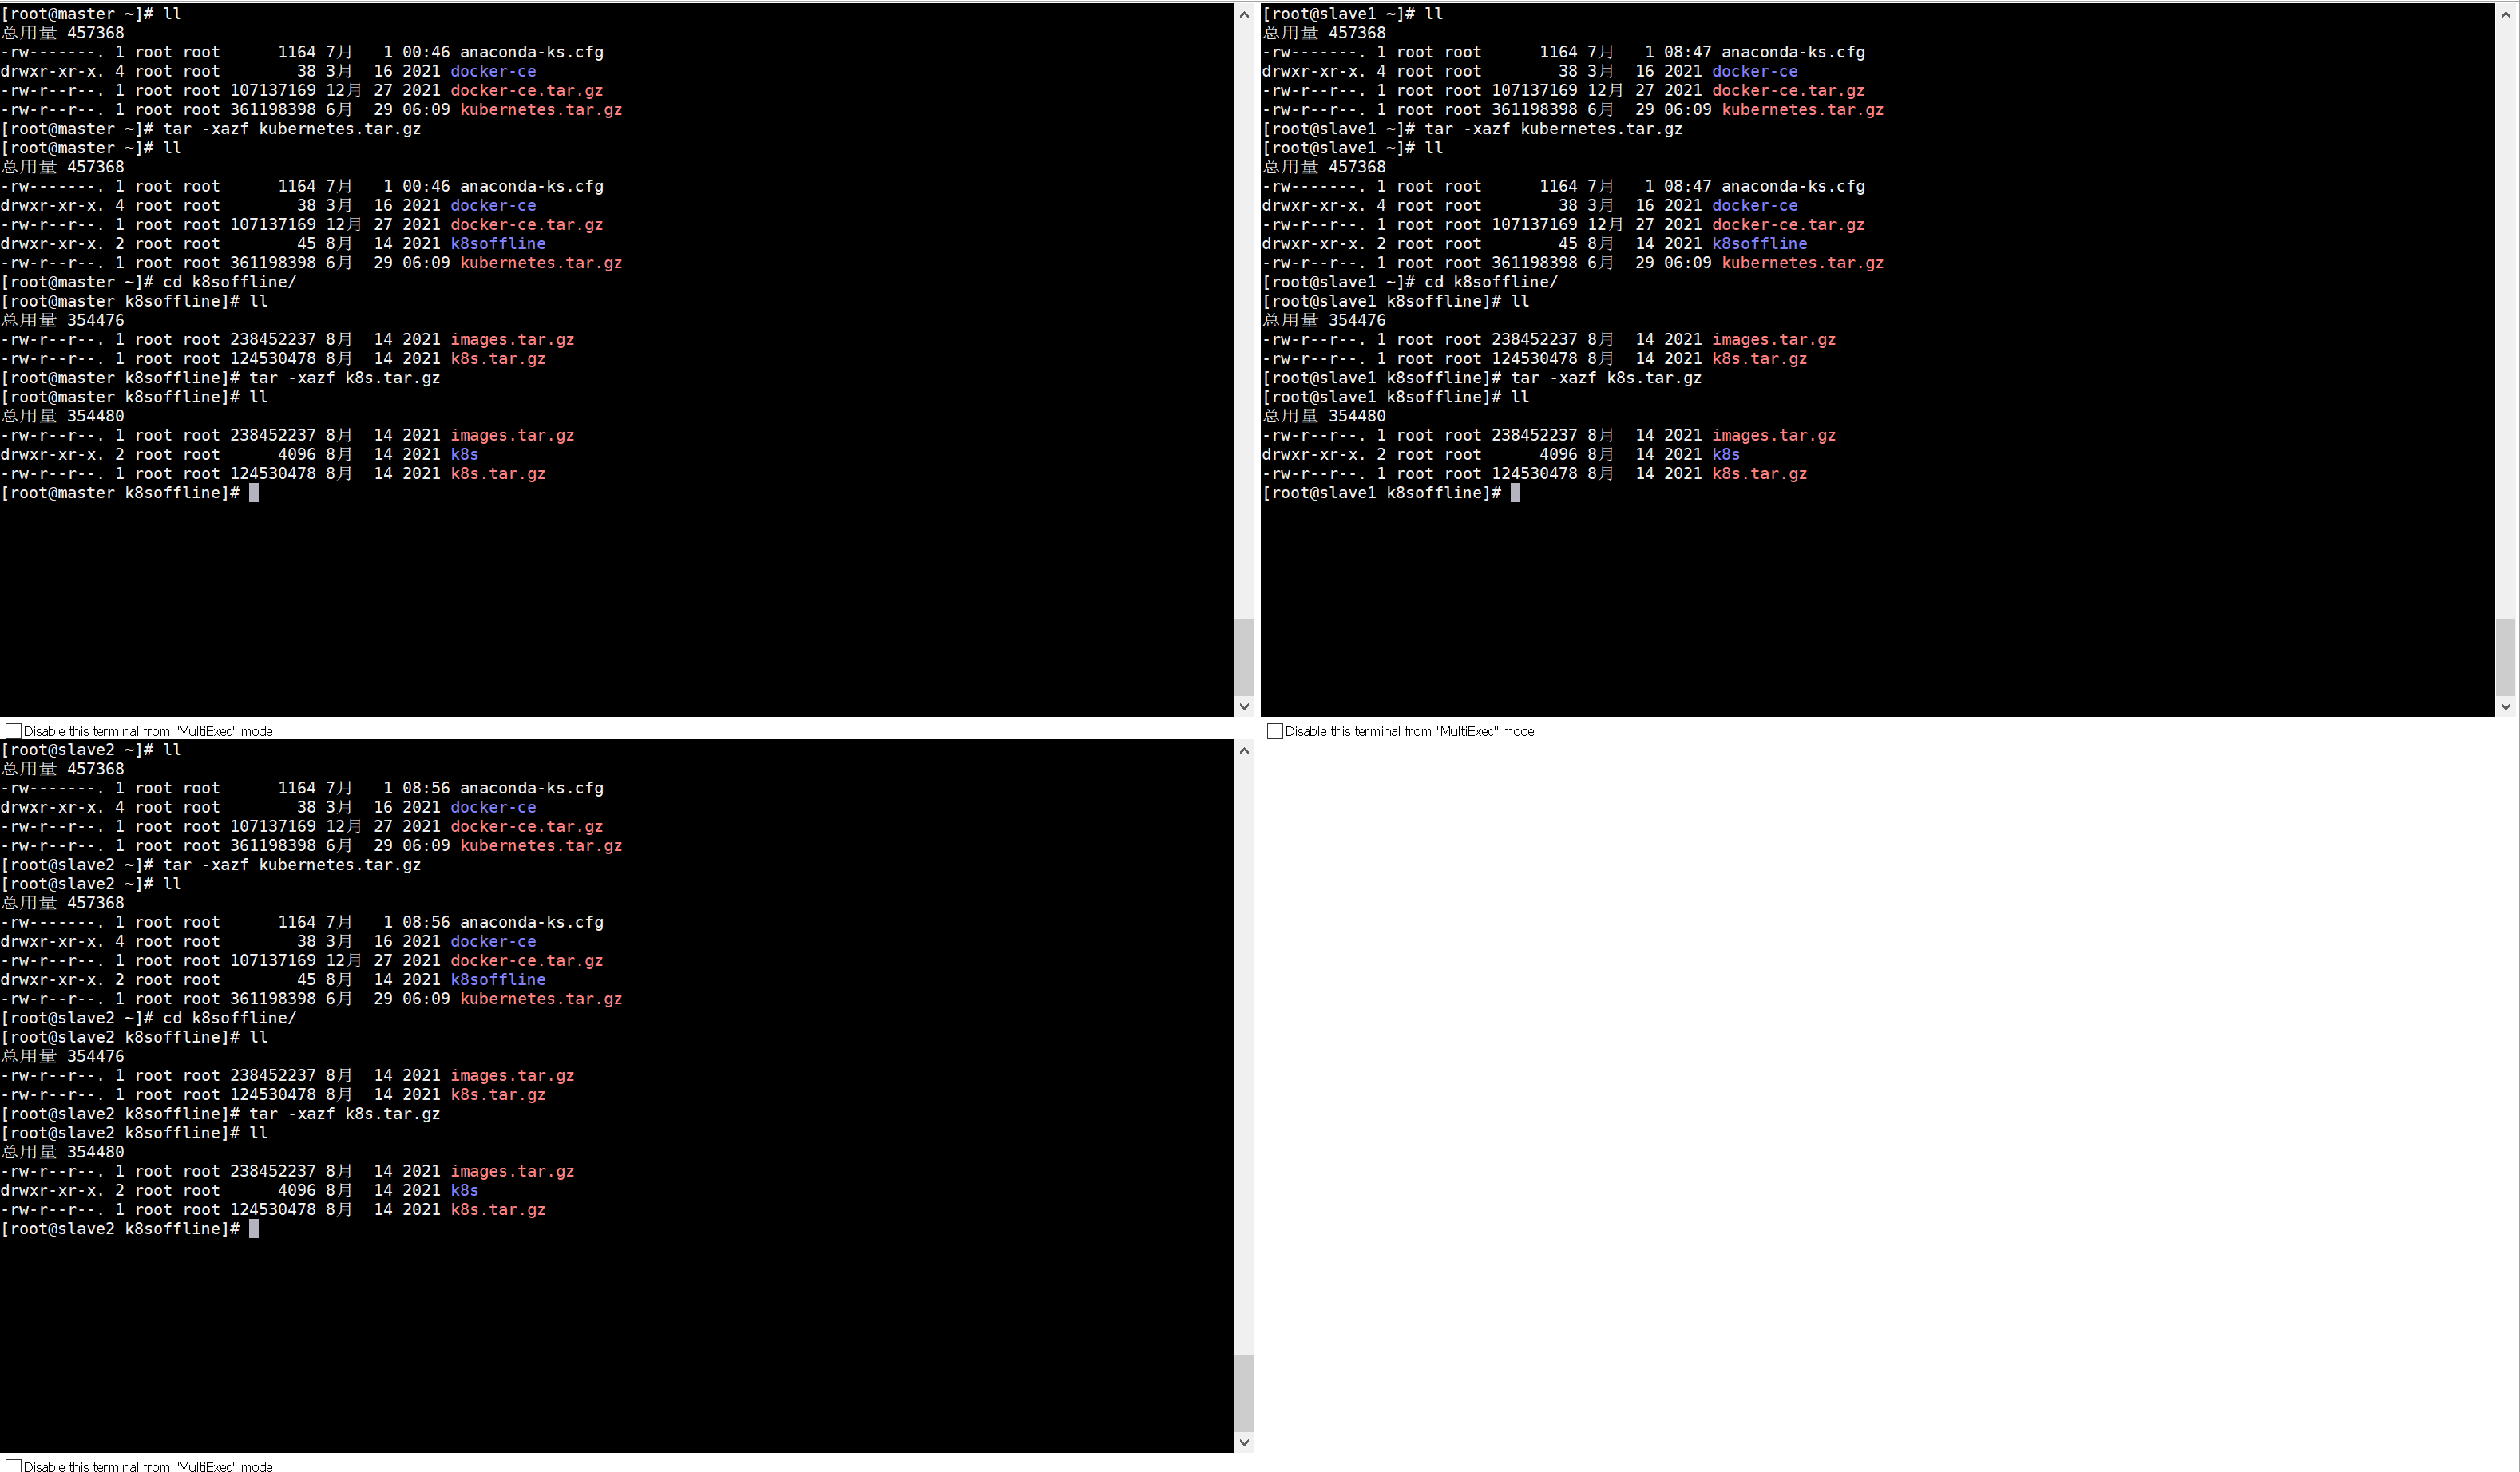 [root@master ~]# ll
总用量 457368
-rw-------. 1 root root      1164 7月   1 00:46 anaconda-ks.cfg
drwxr-xr-x. 4 root root        38 3月  16 2021 docker-ce
-rw-r--r--. 1 root root 107137169 12月 27 2021 docker-ce.tar.gz
-rw-r--r--. 1 root root 361198398 6月  29 06:09 kubernetes.tar.gz
[root@master ~]# tar -xazf kubernetes.tar.gz
[root@master ~]# ll
总用量 457368
-rw-------. 1 root root      1164 7月   1 00:46 anaconda-ks.cfg
drwxr-xr-x. 4 root root        38 3月  16 2021 docker-ce
-rw-r--r--. 1 root root 107137169 12月 27 2021 docker-ce.tar.gz
drwxr-xr-x. 2 root root        45 8月  14 2021 k8soffline
-rw-r--r--. 1 root root 361198398 6月  29 06:09 kubernetes.tar.gz
[root@master ~]# cd k8soffline/
[root@master k8soffline]# ll
总用量 354476
-rw-r--r--. 1 root root 238452237 8月  14 2021 images.tar.gz
-rw-r--r--. 1 root root 124530478 8月  14 2021 k8s.tar.gz
[root@master k8soffline]# tar -xazf k8s.tar.gz
[root@master k8soffline]# ll
总用量 354480
-rw-r--r--. 1 root root 238452237 8月  14 2021 images.tar.gz
drwxr-xr-x. 2 root root      4096 8月  14 2021 k8s
-rw-r--r--. 1 root root 124530478 8月  14 2021 k8s.tar.gz
[root@master k8soffline]#
Disable this terminal from "MultiExec" mode
[root@slave1 ~]# ll
总用量 457368
-rw-------. 1 root root      1164 7月   1 08:47 anaconda-ks.cfg
drwxr-xr-x. 4 root root        38 3月  16 2021 docker-ce
-rw-r--r--. 1 root root 107137169 12月 27 2021 docker-ce.tar.gz
-rw-r--r--. 1 root root 361198398 6月  29 06:09 kubernetes.tar.gz
[root@slave1 ~]# tar -xazf kubernetes.tar.gz
[root@slave1 ~]# ll
总用量 457368
-rw-------. 1 root root      1164 7月   1 08:47 anaconda-ks.cfg
drwxr-xr-x. 4 root root        38 3月  16 2021 docker-ce
-rw-r--r--. 1 root root 107137169 12月 27 2021 docker-ce.tar.gz
drwxr-xr-x. 2 root root        45 8月  14 2021 k8soffline
-rw-r--r--. 1 root root 361198398 6月  29 06:09 kubernetes.tar.gz
[root@slave1 ~]# cd k8soffline/
[root@slave1 k8soffline]# ll
总用量 354476
-rw-r--r--. 1 root root 238452237 8月  14 2021 images.tar.gz
-rw-r--r--. 1 root root 124530478 8月  14 2021 k8s.tar.gz
[root@slave1 k8soffline]# tar -xazf k8s.tar.gz
[root@slave1 k8soffline]# ll
总用量 354480
-rw-r--r--. 1 root root 238452237 8月  14 2021 images.tar.gz
drwxr-xr-x. 2 root root      4096 8月  14 2021 k8s
-rw-r--r--. 1 root root 124530478 8月  14 2021 k8s.tar.gz
[root@slave1 k8soffline]#
Disable this terminal from "MultiExec" mode
[root@slave2 ~]# ll
总用量 457368
-rw-------. 1 root root      1164 7月   1 08:56 anaconda-ks.cfg
drwxr-xr-x. 4 root root        38 3月  16 2021 docker-ce
-rw-r--r--. 1 root root 107137169 12月 27 2021 docker-ce.tar.gz
-rw-r--r--. 1 root root 361198398 6月  29 06:09 kubernetes.tar.gz
[root@slave2 ~]# tar -xazf kubernetes.tar.gz
[root@slave2 ~]# ll
总用量 457368
-rw-------. 1 root root      1164 7月   1 08:56 anaconda-ks.cfg
drwxr-xr-x. 4 root root        38 3月  16 2021 docker-ce
-rw-r--r--. 1 root root 107137169 12月 27 2021 docker-ce.tar.gz
drwxr-xr-x. 2 root root        45 8月  14 2021 k8soffline
-rw-r--r--. 1 root root 361198398 6月  29 06:09 kubernetes.tar.gz
[root@slave2 ~]# cd k8soffline/
[root@slave2 k8soffline]# ll
总用量 354476
-rw-r--r--. 1 root root 238452237 8月  14 2021 images.tar.gz
-rw-r--r--. 1 root root 124530478 8月  14 2021 k8s.tar.gz
[root@slave2 k8soffline]# tar -xazf k8s.tar.gz
[root@slave2 k8soffline]# ll
总用量 354480
-rw-r--r--. 1 root root 238452237 8月  14 2021 images.tar.gz
drwxr-xr-x. 2 root root      4096 8月  14 2021 k8s
-rw-r--r--. 1 root root 124530478 8月  14 2021 k8s.tar.gz
[root@slave2 k8soffline]#
Disable this terminal from "MultiExec" mode